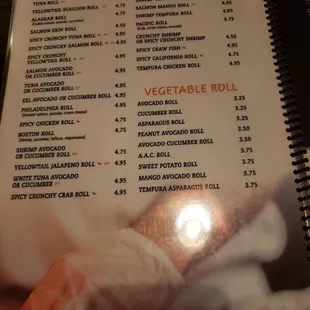 TUNA ROLL
YELLOWTAIL SCALLION ROLL 4.75
ALASKAN ROLL 4.95
SALMON SKIN ROLL 4.75
SPICY CRUNCHY TUNA ROLL 4.95
SPICY CRUNCHY SALMON ROLL 4.95
SPICY CRUNCHY
YELLOWTAIL ROLL 4.95
SALMON AVOCADO
OR CUCUMBER ROLL 4.95
TUNA AVOCADO
OR CUCUMBER ROLL 4.95
EEL AVOCADO OR CUCUMBER ROLL 4.95
PHILADELPHIA ROLL 4.95
(Smoked salmon, avocado, cream cheese)
SPICY CHICKEN ROLL 4.75
BOSTON ROLL 4.75
SHRIMP AVOCADO
OR CUCUMBER ROLL 4.75
YELLOWTAIL JALAPENO ROLL 4.95
WHITE TUNA AVOCADO
OR CUCUMBER 4.95
SPICY CRUNCHY CRAB ROLL 4.95
SALMON MANGO ROLL
SHRIMP TEMPURA ROLL
PACIFIC ROLL
CRUNCHY SHRIMP
OR SPICY CRUNCHY SHRIMP
SPICY CRAW FISH
SPICY CALIFORNIA ROLL
TEMPURA CHICKEN ROLL
VEGETABLE ROLL
AVOCADO ROLL 3.25
CUCUMBER ROLL 3.25
ASPARAGUS ROLL 3.25
PEANUT AVOCADO ROLL 3.50
AVOCADO CUCUMBER ROLL 3.50
A.A.C. ROLL 3.75
SWEET POTATO ROLL 3.75
MANGO AVOCADO ROLL 3.75
TEMPURA ASPARAGUS ROLL 3.75